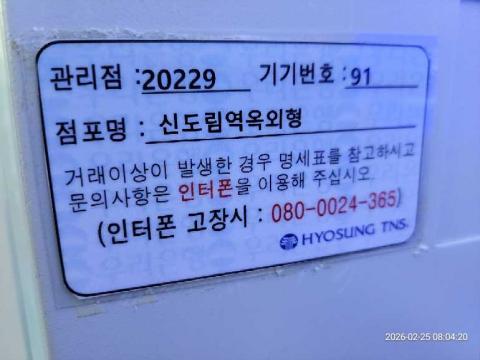 관리점 : 20229 기기번호 : 91
점포명 : 신도림역옥외형
거래이상이 발생한 경우 명세표를 참고하시고
문의사항은 인터폰을 이용해 주십시오.
(인터폰 고장시 : 080-0024-365)
HYOSUNG TNS
2026-02-25 08:04:20